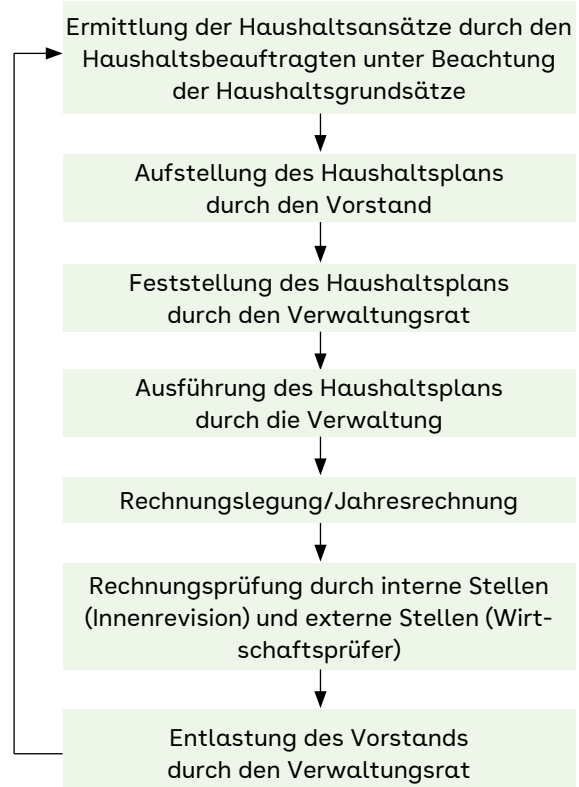 Ermittlung der Haushaltsansätze durch den
Haushaltsbeauftragten unter Beachtung
der Haushaltsgrundsätze
Aufstellung des Haushaltsplans
durch den Vorstand
Feststellung des Haushaltsplans
durch den Verwaltungsrat
Ausführung des Haushaltsplans
durch die Verwaltung
Rechnungslegung/Jahresrechnung
Rechnungsprüfung durch interne Stellen
(Innenrevision) und externe Stellen (Wirt-
schaftsprüfer)
Entlastung des Vorstands
durch den Verwaltungsrat